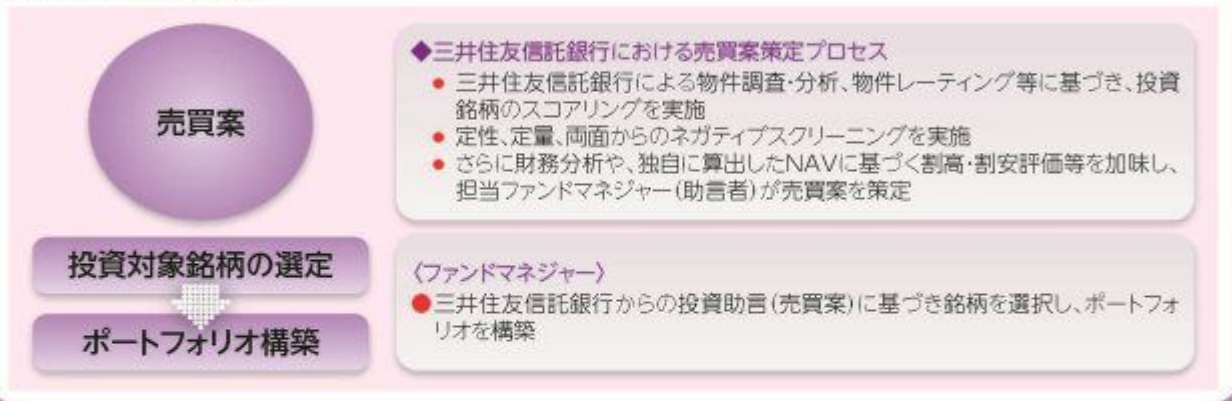 売買案
◆三井住友信託銀行における売買案策定プロセス
● 三井住友信託銀行による物件調査・分析、物件レーティング等に基づき、投資
銘柄のスコアリングを実施
● 定性、定量、両面からのネガティブスクリーニングを実施
● さらに財務分析や、独自に算出したNAVに基づく割高・割安評価等を加味し、
担当ファンドマネジャー(助言者)が売買案を策定
投資対象銘柄の選定
ポートフォリオ構築
〈ファンドマネジャー〉
●三井住友信託銀行からの投資助言(売買案)に基づき銘柄を選択し、ポートフォ
リオを構築